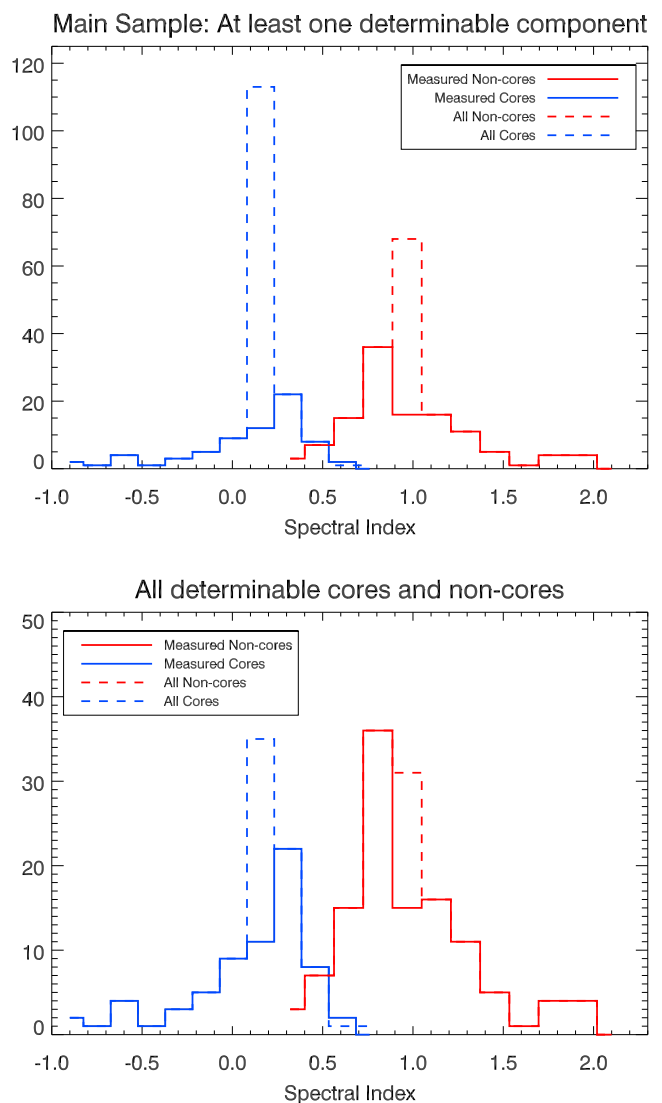 Main Sample: At least one determinable component
120
100
80
60
40
20
0
Measured Non-cores
Measured Cores
All Non-cores
All Cores
-1.0 -0.5 0.0 0.5 1.0 1.5 2.0
Spectral Index
All determinable cores and non-cores
50
40
30
20
10
0
Measured Non-cores
Measured Cores
All Non-cores
All Cores
-1.0 -0.5 0.0 0.5 1.0 1.5 2.0
Spectral Index